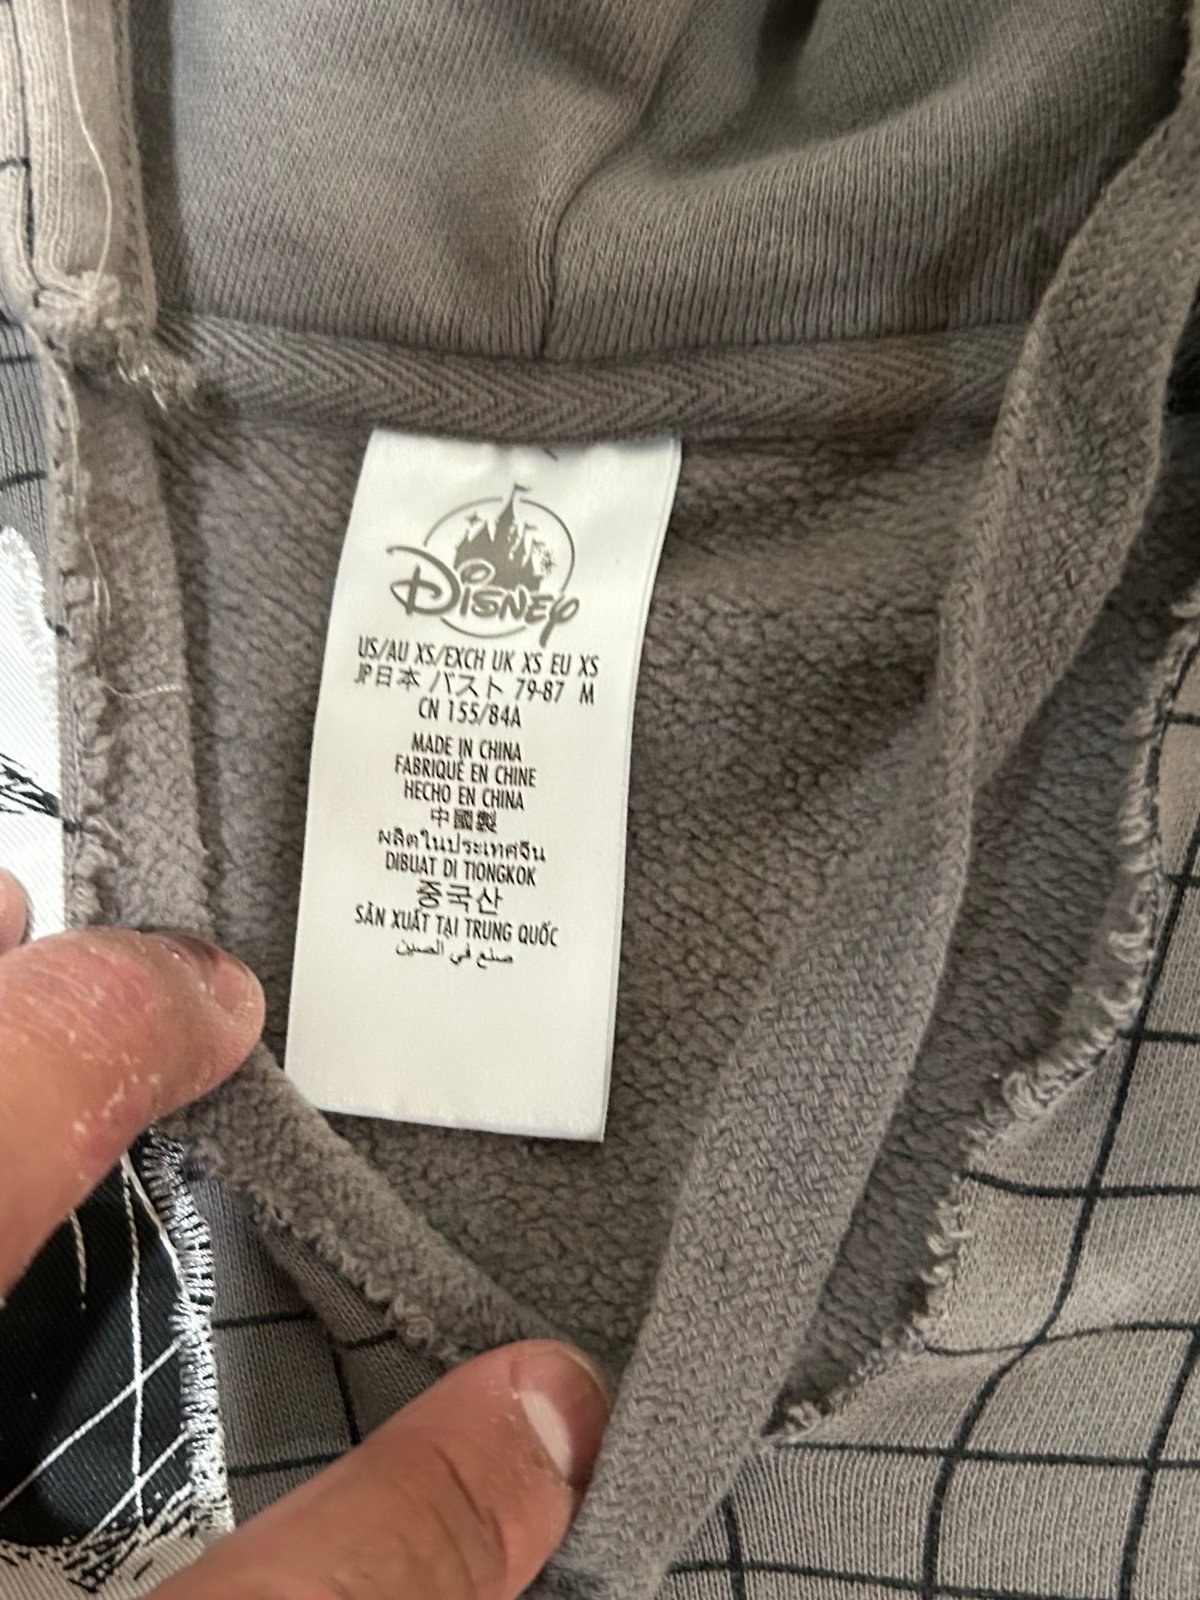 Disney
US/AU XS/EXCH UK XS EU XS
JP日本 バスト 79-87 M
CN 155/84A
MADE IN CHINA
FABRIQUÉ EN CHINE
HECHO EN CHINA
中國製
ผลิตในประเทศจีน
DIBUAT DI TIONGKOK
중국산
SẢN XUẤT TẠI TRUNG QUỐC
صنع في الصين